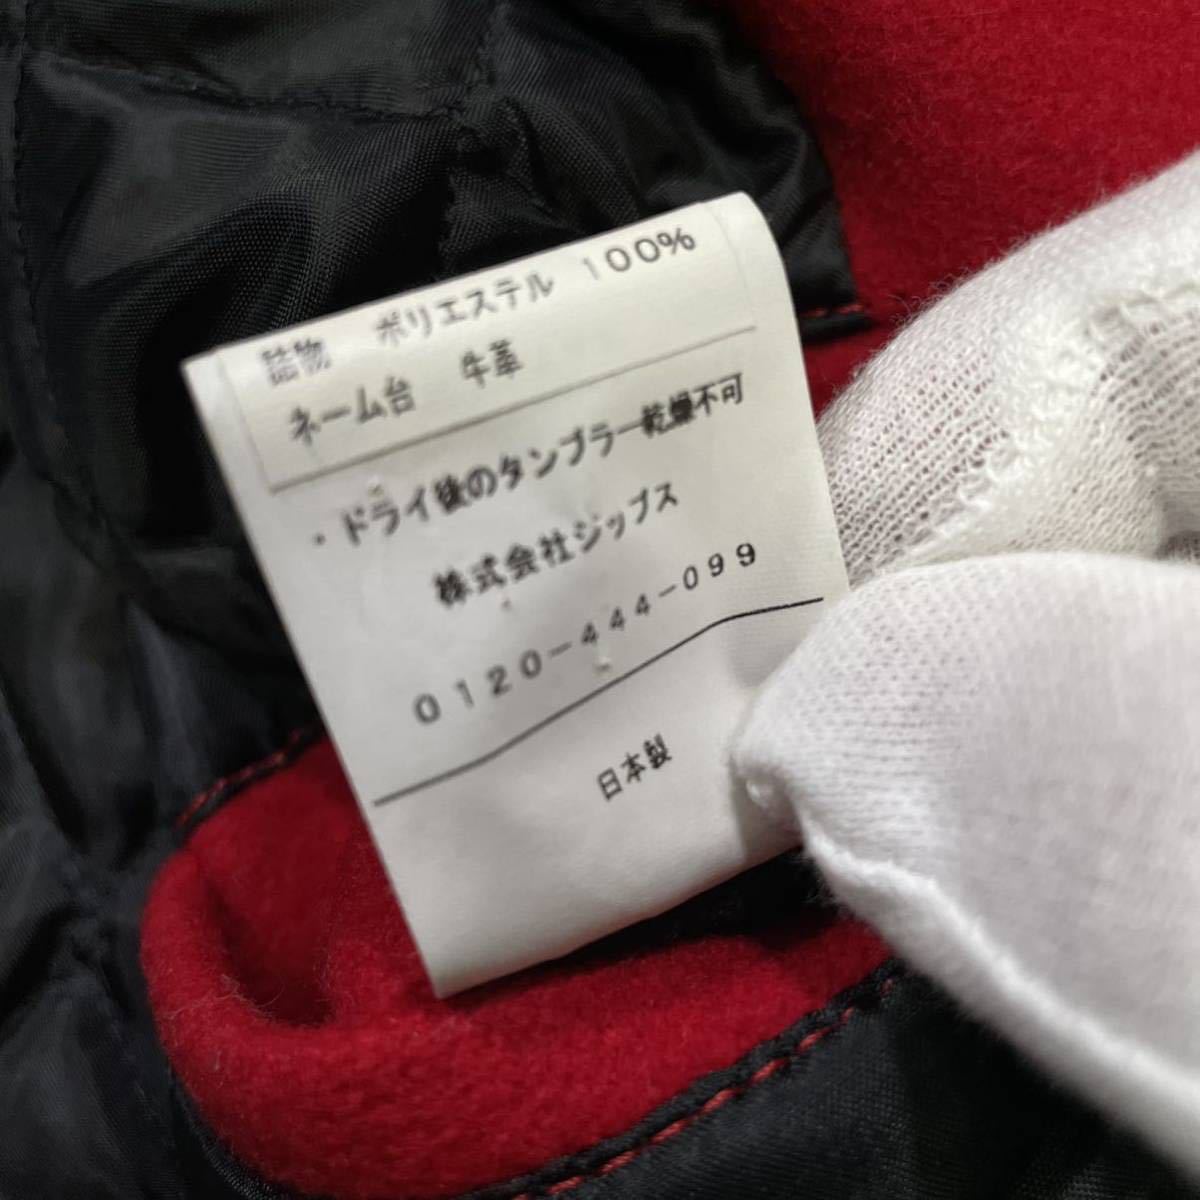 詰物 ポリエステル 100%
ネーム台 牛革
・ドライ後のタンブラー乾燥不可
株式会社ジップス
0120-444-099
日本製